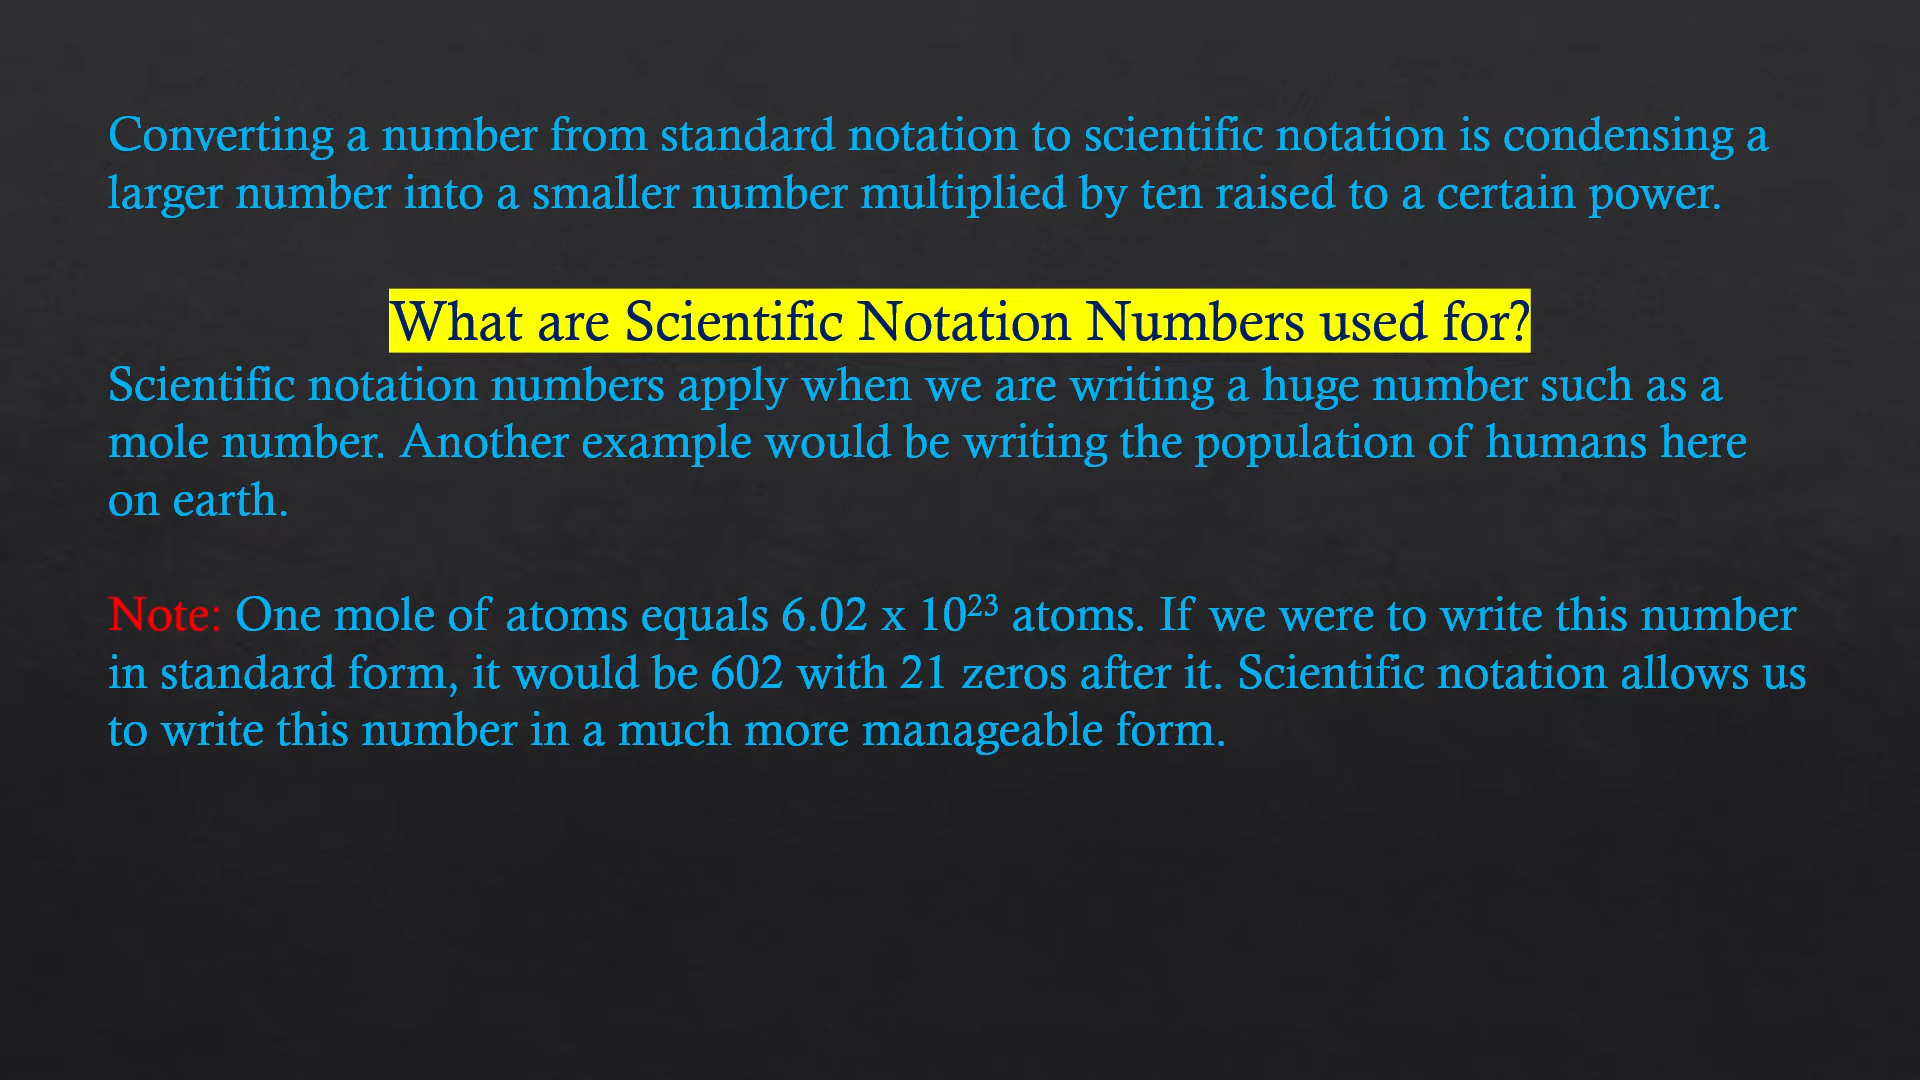 Converting a number from standard notation to scientific notation is condensing a
larger number into a smaller number multiplied by ten raised to a certain power.
What are Scientific Notation Numbers used for?
Scientific notation numbers apply when we are writing a huge number such as a
mole number. Another example would be writing the population of humans here
on earth.
Note: One mole of atoms equals 6.02 x 10²³ atoms. If we were to write this number
in standard form, it would be 602 with 21 zeros after it. Scientific notation allows us
to write this number in a much more manageable form.